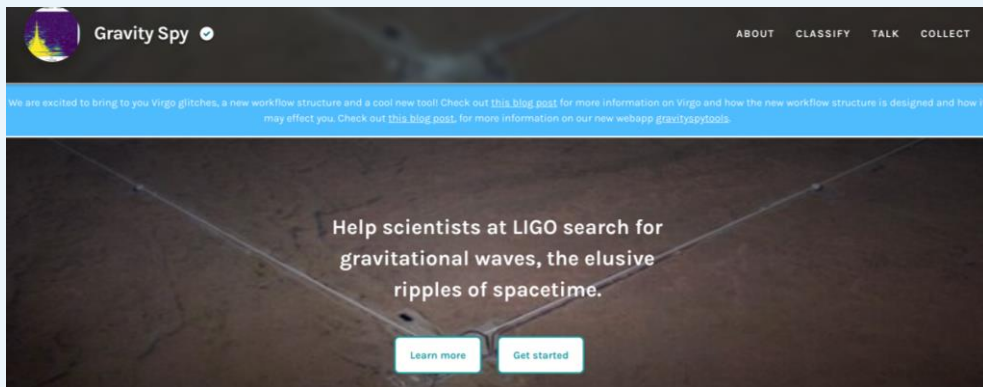 Gravity Spy
ABOUT CLASSIFY TALK COLLECT
We are excited to bring to you Virgo glitches, a new workflow structure and a cool new tool! Check out this blog post for more information on Virgo and how the new workflow structure is designed and how i
may effect you. Check out this blog post, for more information on our new webapp gravityspytools.
Help scientists at LIGO search for
gravitational waves, the elusive
ripples of spacetime.
Learn more Get started